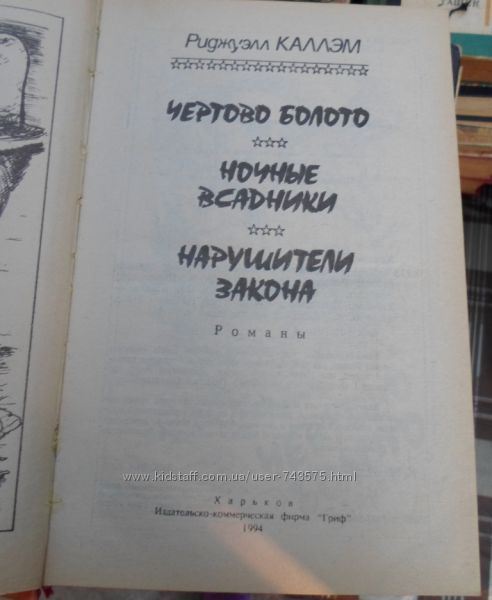 Риджуэлл КАЛЛЭМ
ЧЕРТОВО БОЛОТО
НОЧНЫЕ
ВСАДНИКИ
НАРУШИТЕЛИ
ЗАКОНА
Романы
www.kidstaff.com.ua/user-743575.html
Харьков
Издательско-коммерческая фирма "Гриф"
1994